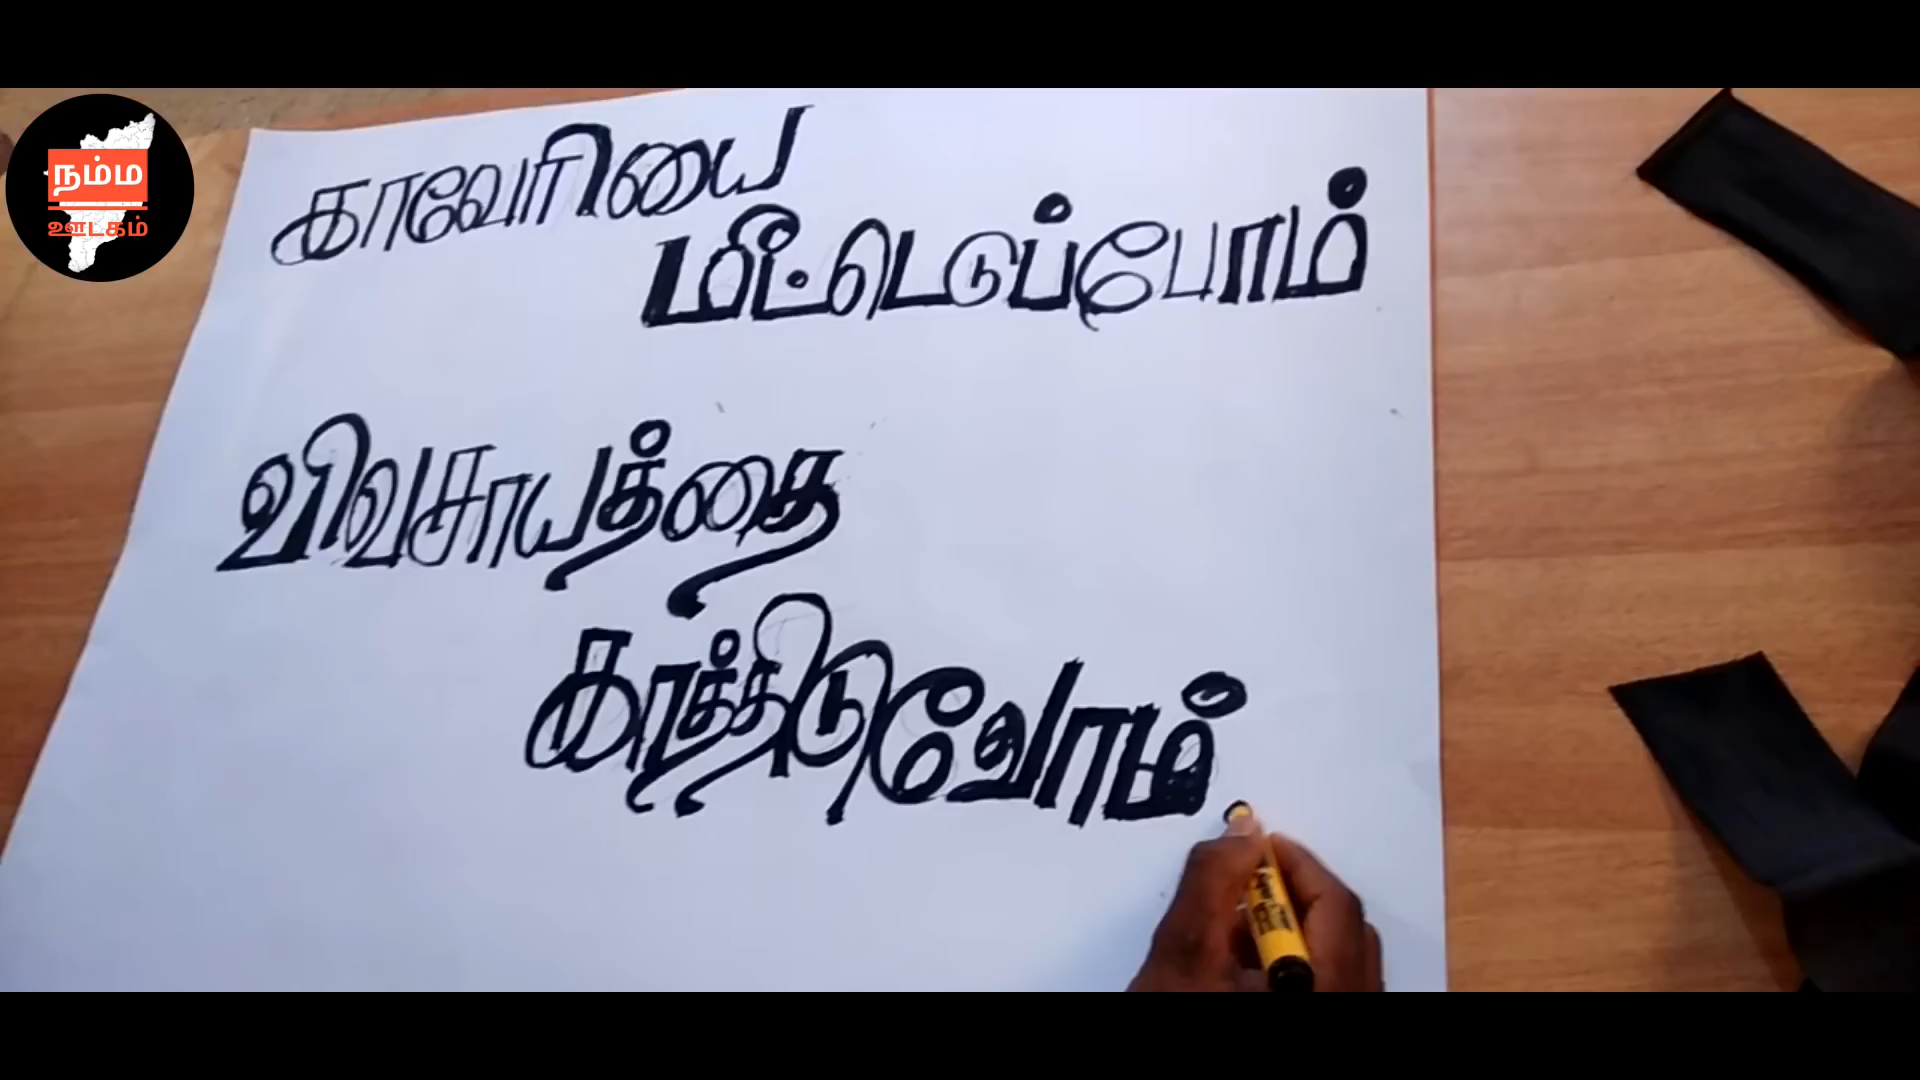 நம்ம
ஊடகம்
காவேரியை
மீட்டெடுப்போம்
விவசாயத்தை
காத்திடுவோம்